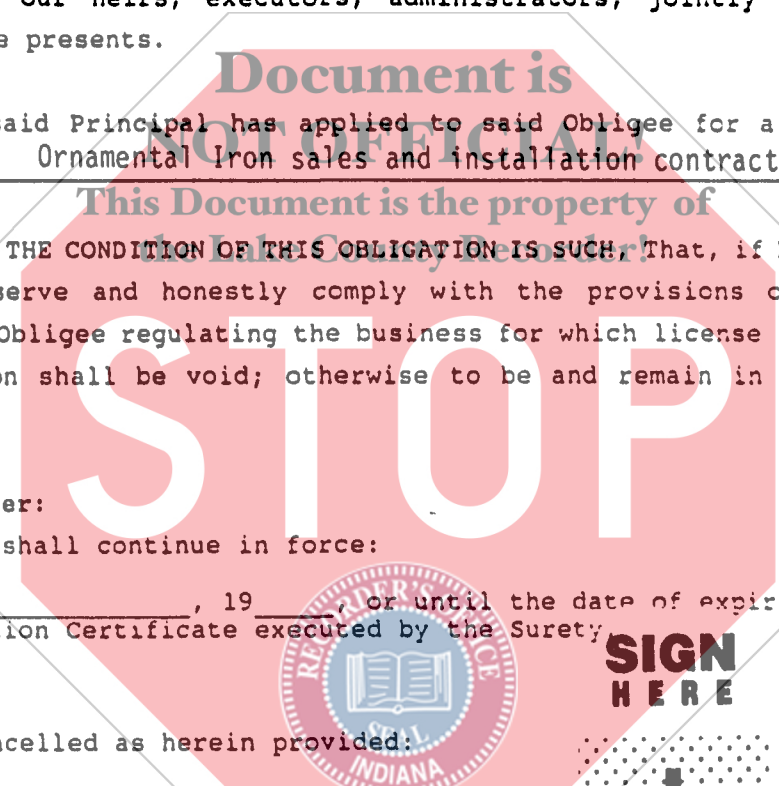 our heirs, executors, administrators, jointly
presents.
Document is
said Principal has applied to said Obligee for a
NOT OFFICIAL!
Ornamental Iron sales and installation contract
This Document is the property of
the Lake County Recorder!
THE CONDITION OF THIS OBLIGATION IS SUCH, That, if
serve and honestly comply with the provisions
Obligee regulating the business for which license
on shall be void; otherwise to be and remain in
STOP
er:
shall continue in force:
, 19 , or until the date of expir
ion Certificate executed by the Surety.
SIGN
HERE
RECORDER'S OFFICE
SEAL
INDIANA
ncelled as herein provided: